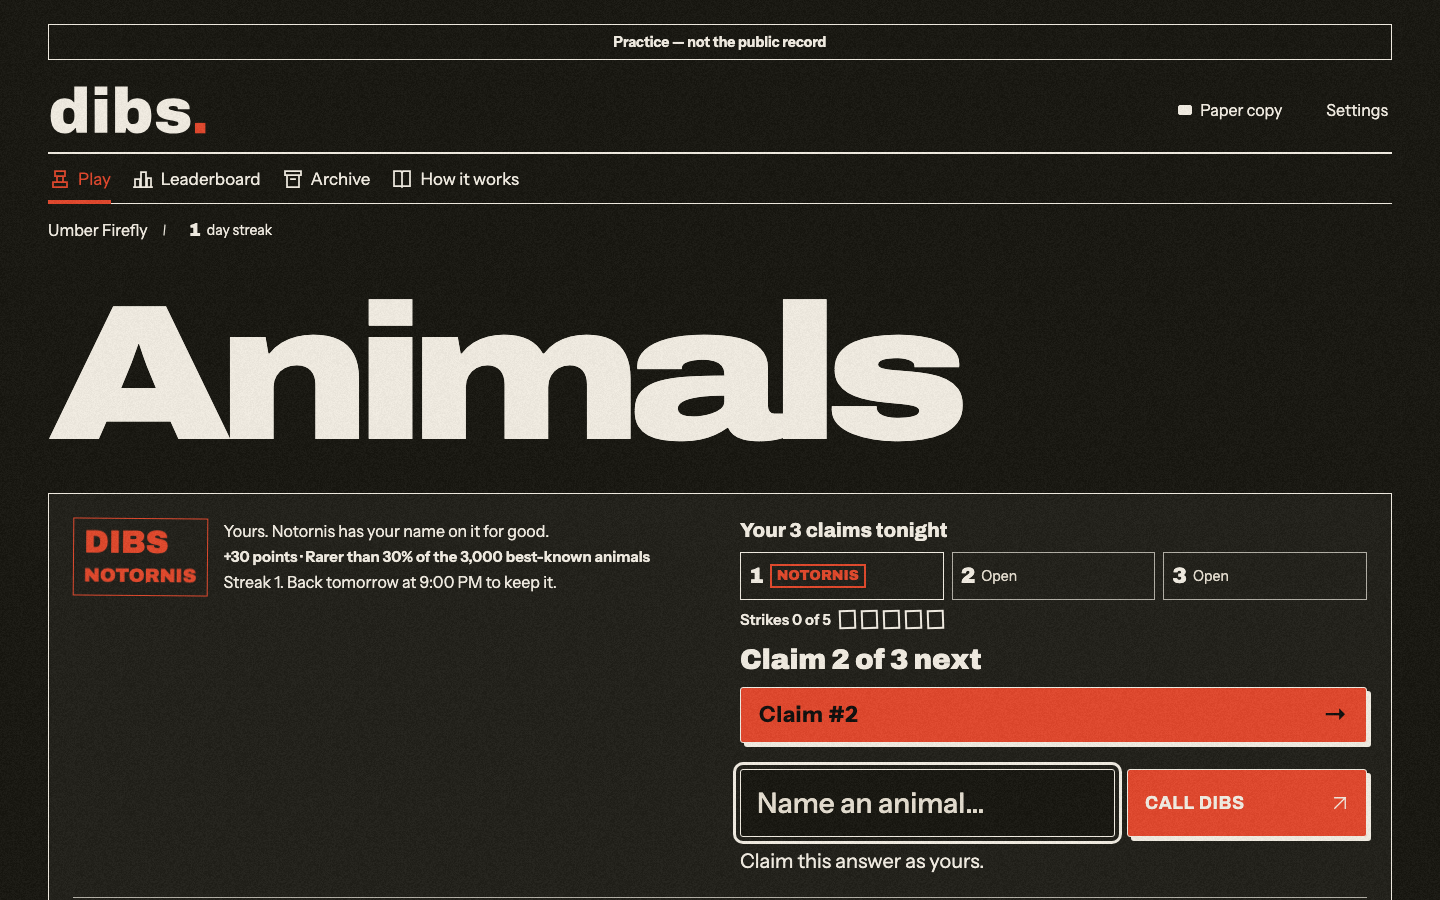 Practice — not the public record
dibs.
Paper copy
Settings
Play
Leaderboard
Archive
How it works
Umber Firefly / 1 day streak
Animals
DIBS
NOTORNIS
Yours. Notornis has your name on it for good.
+30 points · Rarer than 30% of the 3,000 best-known animals
Streak 1. Back tomorrow at 9:00 PM to keep it.
Your 3 claims tonight
1 NOTORNIS
2 Open
3 Open
Strikes 0 of 5
Claim 2 of 3 next
Claim #2 →
Name an animal...
CALL DIBS
Claim this answer as yours.